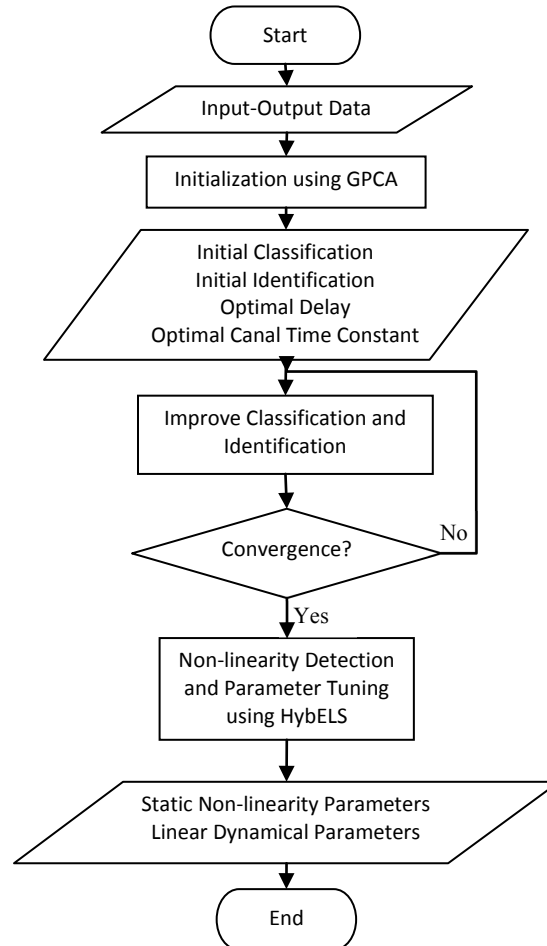 Start
Input-Output Data
Initialization using GPCA
Initial Classification
Initial Identification
Optimal Delay
Optimal Canal Time Constant
Improve Classification and
Identification
No
Convergence?
Yes
Non-linearity Detection
and Parameter Tuning
using HybELS
Static Non-linearity Parameters
Linear Dynamical Parameters
End